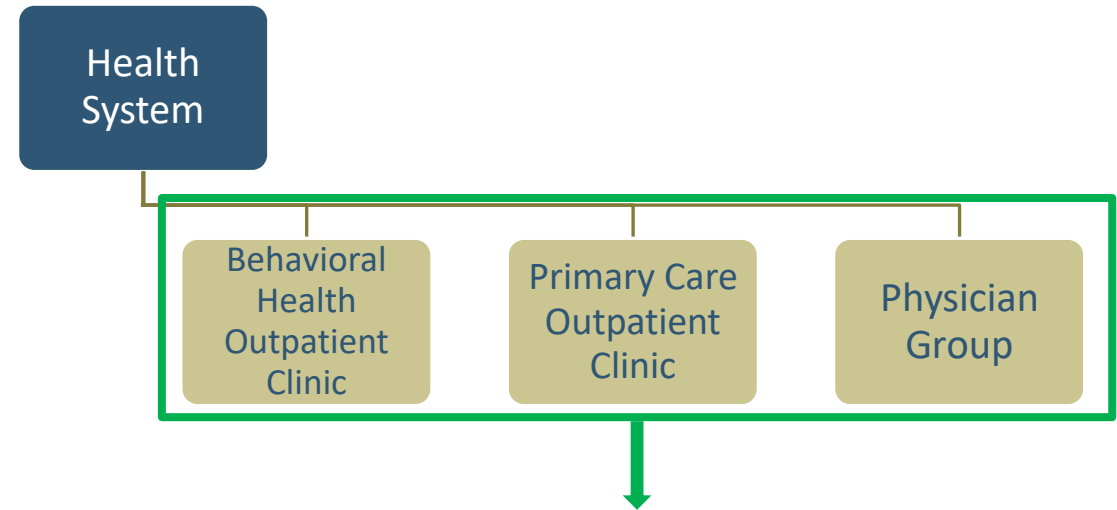 Health
System
Behavioral
Health
Outpatient
Clinic
Primary Care
Outpatient
Clinic
Physician
Group